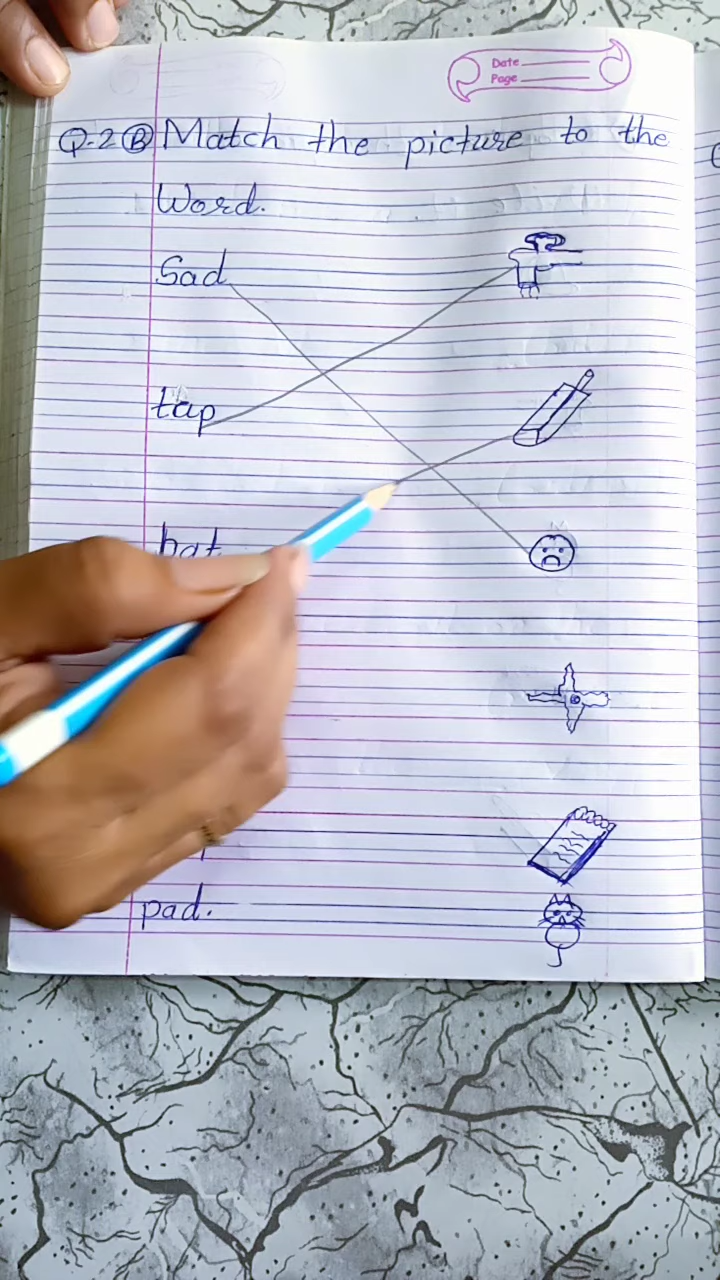 Date
Page
Q-2 B Match the picture to the
Word.
Sad
tap
pad.